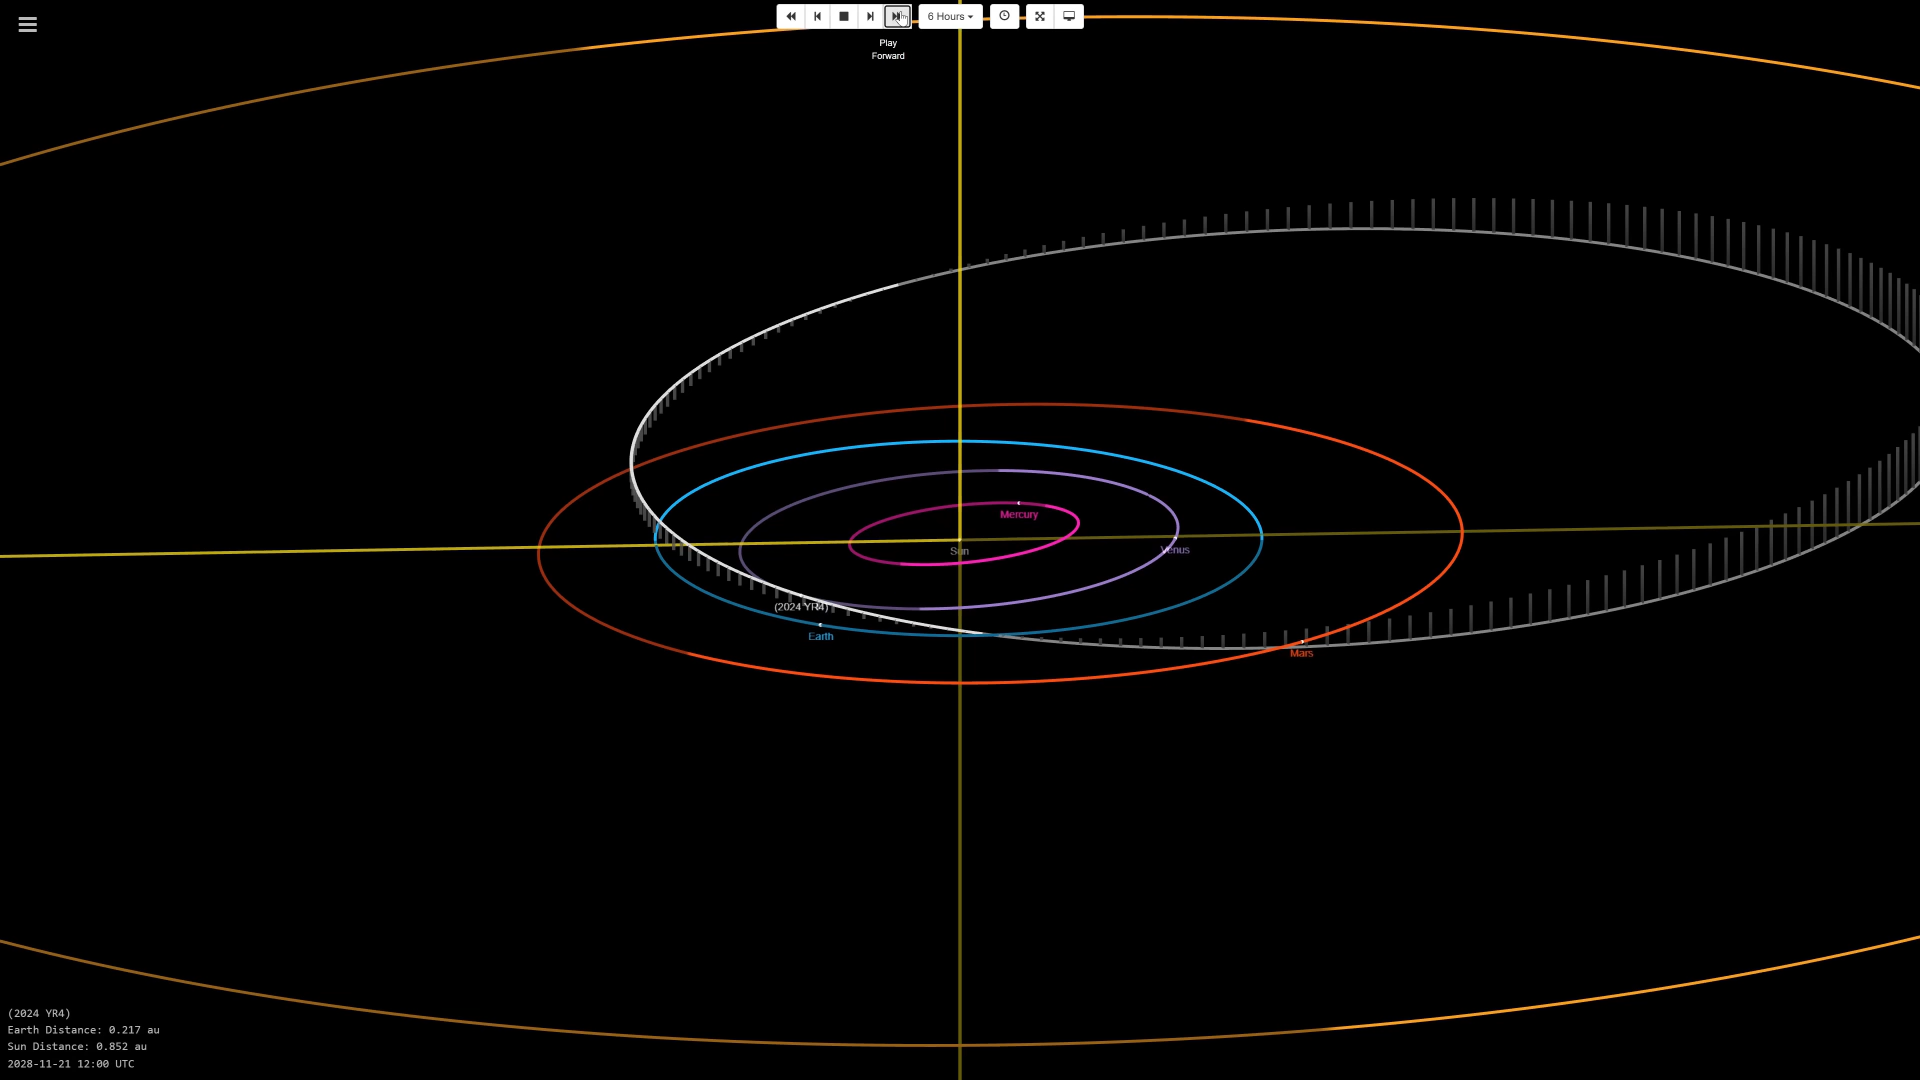 6 Hours
Play
Forward
Mercury
Sun
Venus
(2024 YR4)
Earth
Mars
(2024 YR4)
Earth Distance: 0.217 au
Sun Distance: 0.852 au
2028-11-21 12:00 UTC